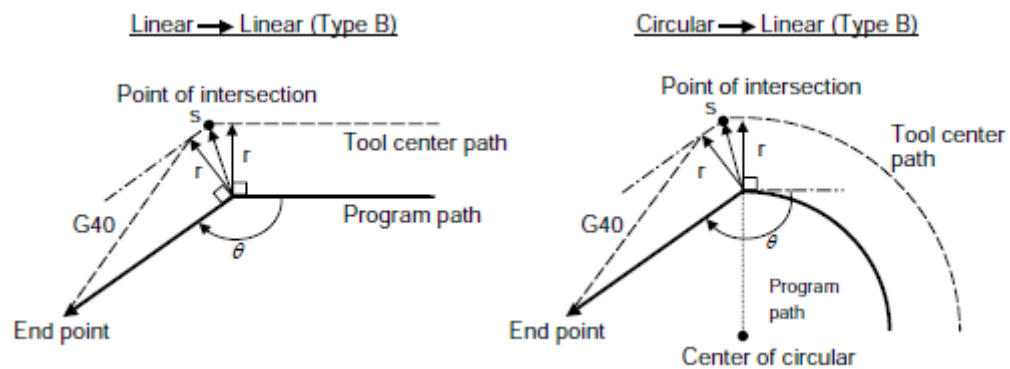 Linear → Linear (Type B)
Point of intersection
s
Tool center path
r
r
Program path
G40
θ
End point
Circular → Linear (Type B)
Point of intersection
s
Tool center
path
r
r
G40
θ
Program
path
End point
Center of circular